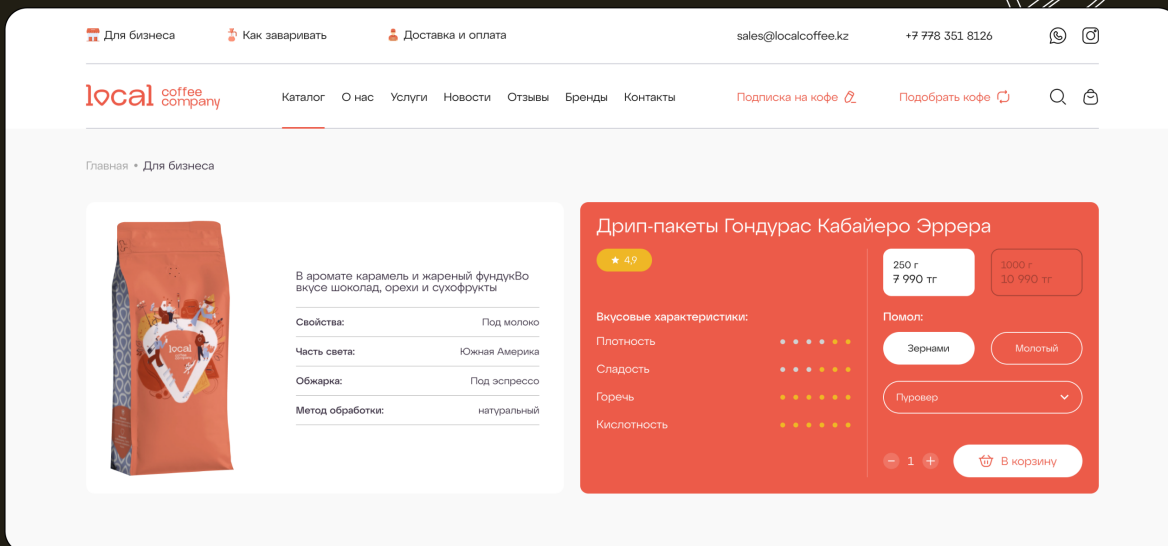 Для бизнеса
Как заваривать
Доставка и оплата
sales@localcoffee.kz
+7 778 351 8126
local coffee company
Каталог
О нас
Услуги
Новости
Отзывы
Бренды
Контакты
Подписка на кофе
Подобрать кофе
Главная • Для бизнеса
local
coffee
company
В аромате карамель и жареный фундукВо
вкусе шоколад, орехи и сухофрукты
Свойства: Под молоко
Часть света: Южная Америка
Обжарка: Под эспрессо
Метод обработки: натуральный
Дрип-пакеты Гондурас Кабайеро Эррера
★ 4,9
Вкусовые характеристики:
Плотность
Сладость
Горечь
Кислотность
250 г
7 990 тг
1000 г
10 990 тг
Помол:
Зернами
Молотый
Пуровер
− 1 +
В корзину